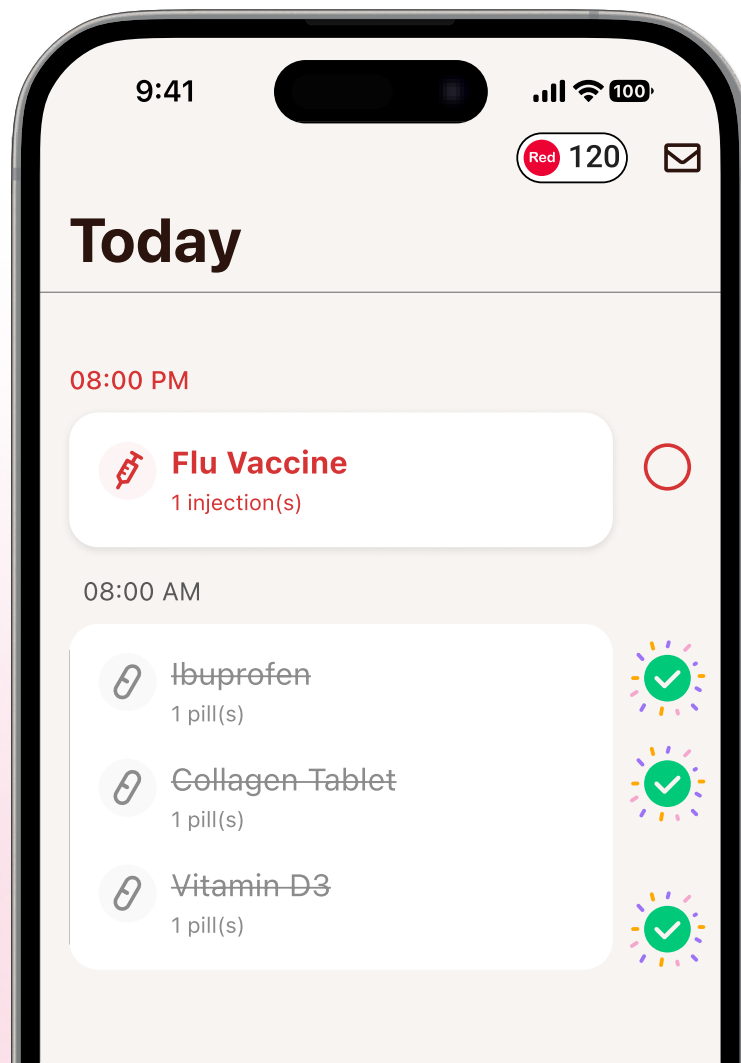 9:41
100
Red 120
Today
08:00 PM
Flu Vaccine
1 injection(s)
08:00 AM
Ibuprofen
1 pill(s)
Collagen Tablet
1 pill(s)
Vitamin D3
1 pill(s)